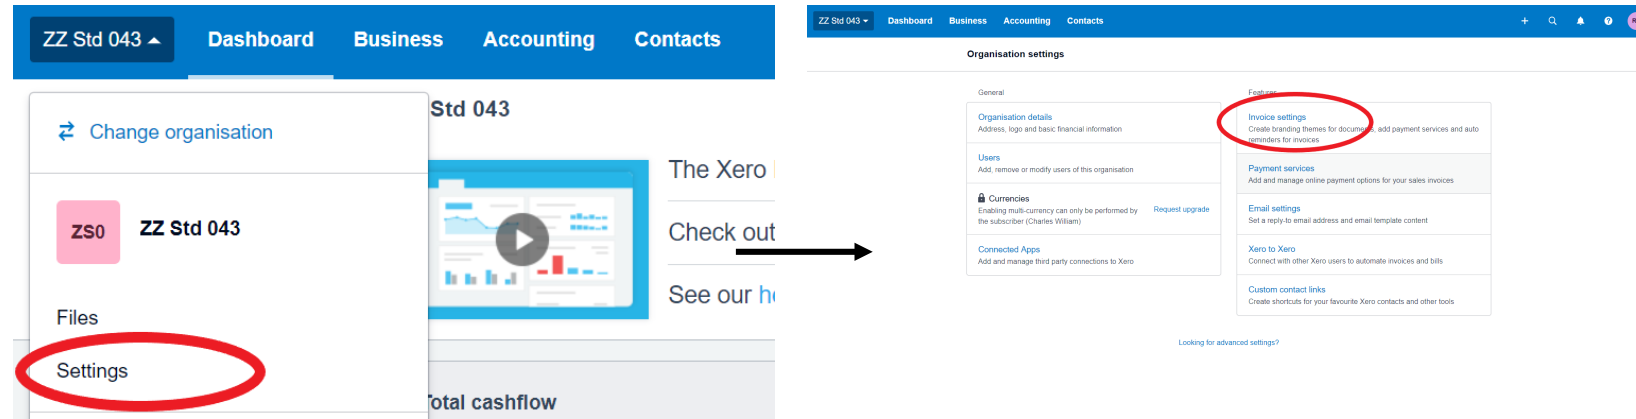 ZZ Std 043
Dashboard
Business
Accounting
Contacts
Change organisation
ZS0
ZZ Std 043
Files
Settings
Std 043
The Xero
Check out
See our
Total cashflow
ZZ Std 043
Dashboard
Business
Accounting
Contacts
Organisation settings
General
Organisation details
Address, logo and basic financial information
Users
Add, remove or modify users of this organisation
Currencies
Enabling multi-currency can only be performed by
the subscriber (Charles William)
Request upgrade
Connected Apps
Add and manage third party connections to Xero
Features
Invoice settings
Create branding themes for documents, add payment services and auto
reminders for invoices
Payment services
Add and manage online payment options for your sales invoices
Email settings
Set a reply-to email address and email template content
Xero to Xero
Connect with other Xero users to automate invoices and bills
Custom contact links
Create shortcuts for your favourite Xero contacts and other tools
Looking for advanced settings?